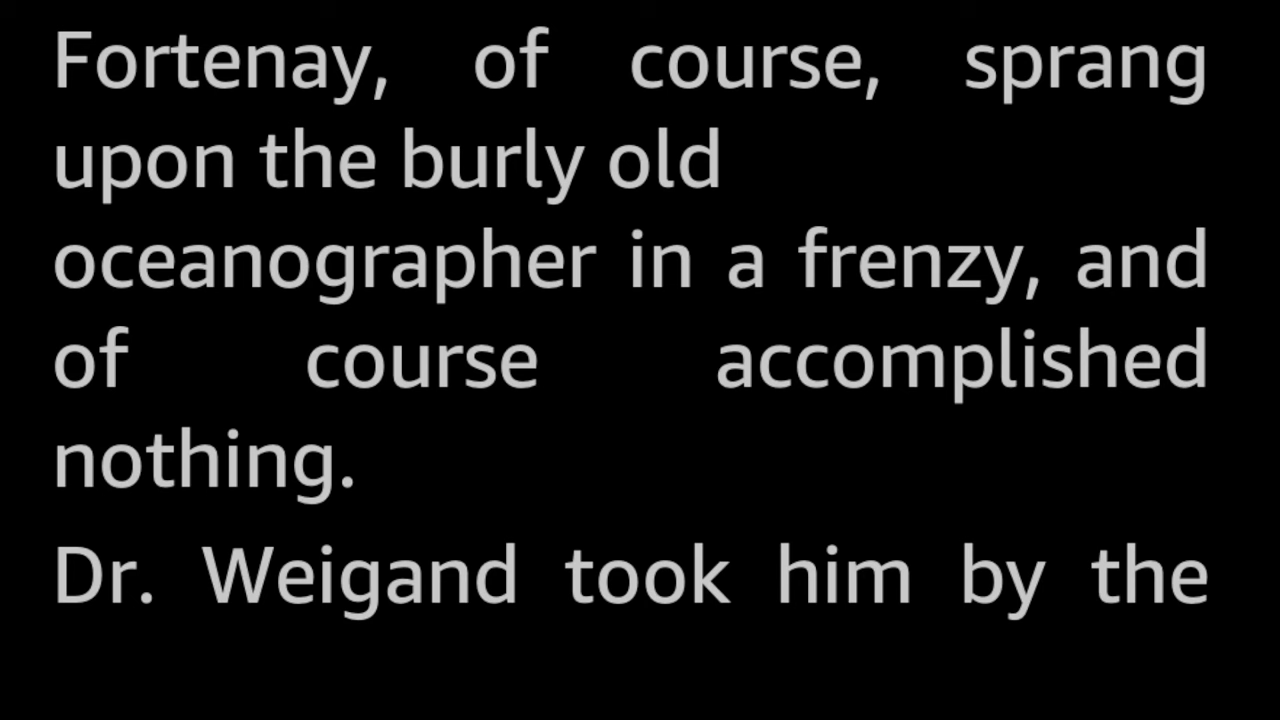 Fortenay, of course, sprang
upon the burly old
oceanographer in a frenzy, and
of course accomplished
nothing.
Dr. Weigand took him by the